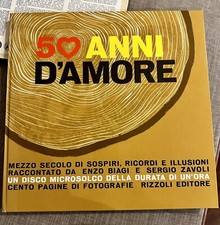 50 ANNI
D'AMORE
MEZZO SECOLO DI SOSPIRI, RICORDI E ILLUSIONI
RACCONTATO DA ENZO BIAGI E SERGIO ZAVOLI
UN DISCO MICROSOLCO DELLA DURATA DI UN'ORA
CENTO PAGINE DI FOTOGRAFIE RIZZOLI EDITORE